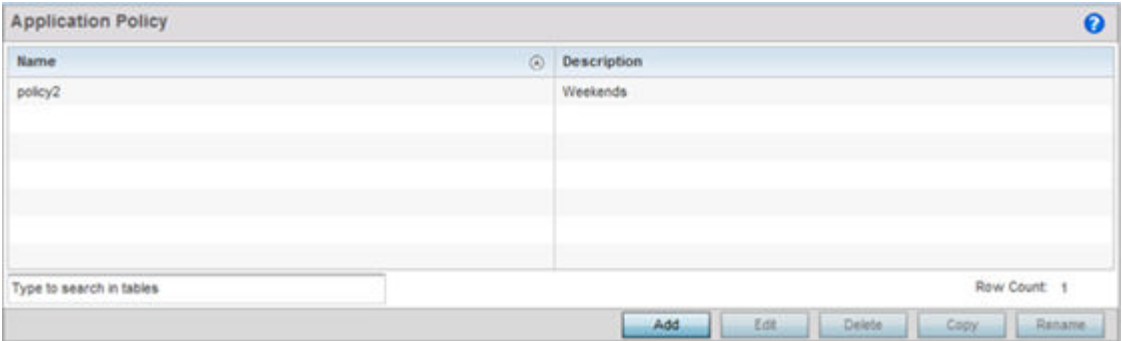 Application Policy
?
Name Description
policy2 Weekends
Type to search in tables Row Count: 1
Add Edit Delete Copy Rename